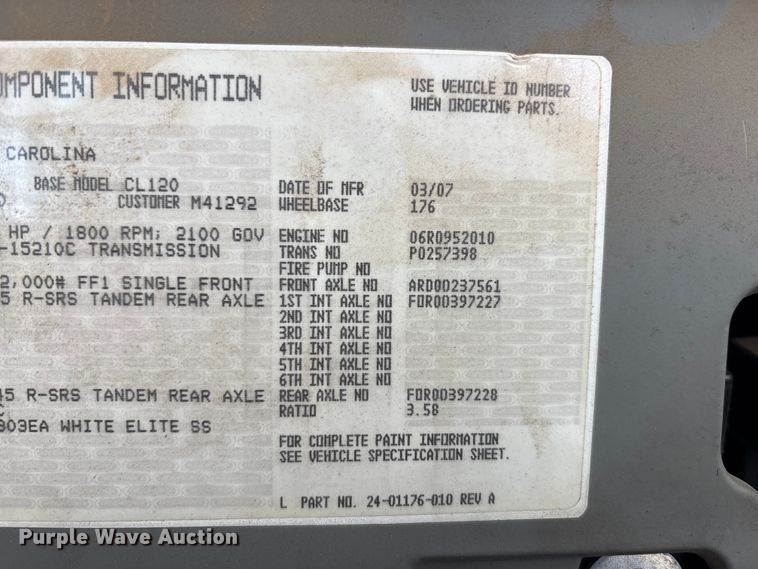 COMPONENT INFORMATION
USE VEHICLE ID NUMBER
WHEN ORDERING PARTS.
CAROLINA
BASE MODEL CL120
CUSTOMER M41292
DATE OF MFR 03/07
WHEELBASE 176
HP / 1800 RPM; 2100 GOV
-15210C TRANSMISSION
2,000# FF1 SINGLE FRONT
5 R-SRS TANDEM REAR AXLE
ENGINE NO 06R0952010
TRANS NO P0257398
FIRE PUMP NO
FRONT AXLE NO ARD00237561
1ST INT AXLE NO FDR00397227
2ND INT AXLE NO
3RD INT AXLE NO
4TH INT AXLE NO
5TH INT AXLE NO
6TH INT AXLE NO
45 R-SRS TANDEM REAR AXLE REAR AXLE NO FDR00397228
C RATIO 3.58
803EA WHITE ELITE SS
FOR COMPLETE PAINT INFORMATION
SEE VEHICLE SPECIFICATION SHEET.
L PART NO. 24-01176-010 REV A
Purple Wave Auction